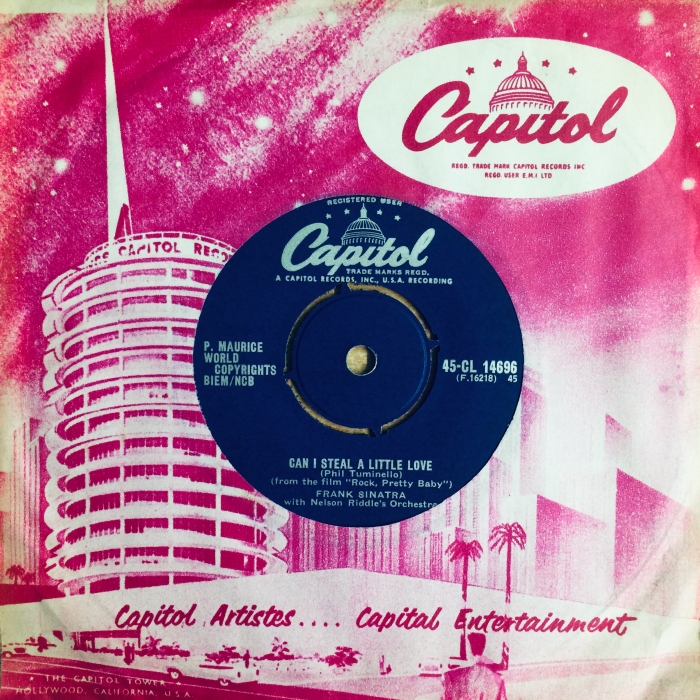 Capitol
REGD. TRADE MARK CAPITOL RECORDS INC
REGD. USER E.M.I. LTD
CAPITOL RECO
REGISTERED USER
Capitol
TRADE MARKS REGD.
A CAPITOL RECORDS, INC., U.S.A. RECORDING
P. MAURICE
WORLD
COPYRIGHTS
BIEM/NCB
45-CL 14696
(F.16218) 45
CAN I STEAL A LITTLE LOVE
(Phil Tuminello)
(from the film "Rock, Pretty Baby")
FRANK SINATRA
with Nelson Riddle's Orchestra
Capitol Artistes.... Capital Entertainment
THE CAPITOL TOWER
HOLLYWOOD, CALIFORNIA, U.S.A.